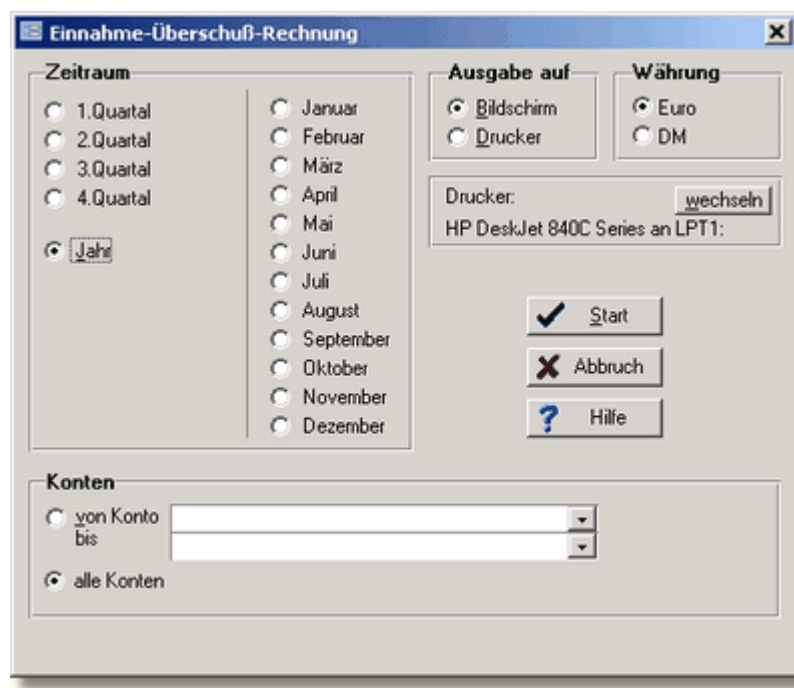 Einnahme-Überschuß-Rechnung
Zeitraum
1.Quartal
2.Quartal
3.Quartal
4.Quartal
Jahr
Januar
Februar
März
April
Mai
Juni
Juli
August
September
Oktober
November
Dezember
Ausgabe auf
Bildschirm
Drucker
Währung
Euro
DM
Drucker:
wechseln
HP DeskJet 840C Series an LPT1:
Start
Abbruch
Hilfe
Konten
von Konto
bis
alle Konten